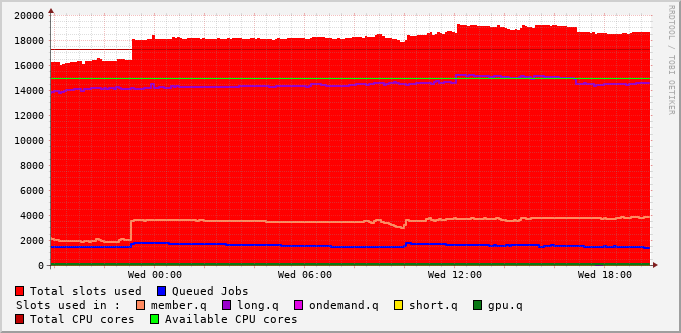 20000
18000
16000
14000
12000
10000
8000
6000
4000
2000
0
Wed 00:00 Wed 06:00 Wed 12:00 Wed 18:00
RRDTOOL / TOBI OETIKER
Total slots used Queued Jobs
Slots used in : member.q long.q ondemand.q short.q gpu.q
Total CPU cores Available CPU cores